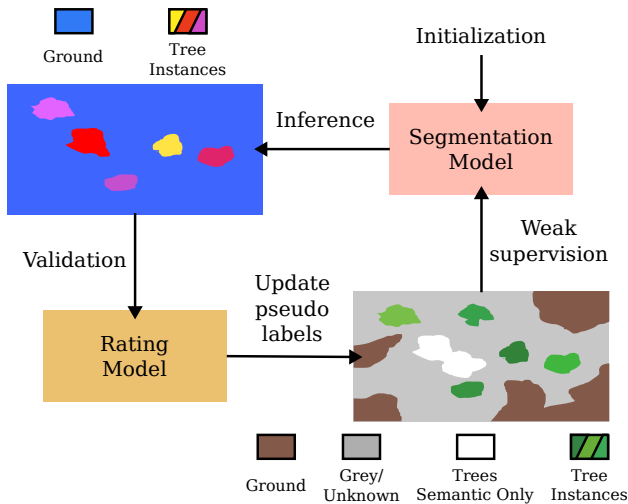 Ground
Tree
Instances
Initialization
Inference
Segmentation
Model
Validation
Weak
supervision
Update
pseudo
labels
Rating
Model
Ground
Grey/
Unknown
Trees
Semantic Only
Tree
Instances